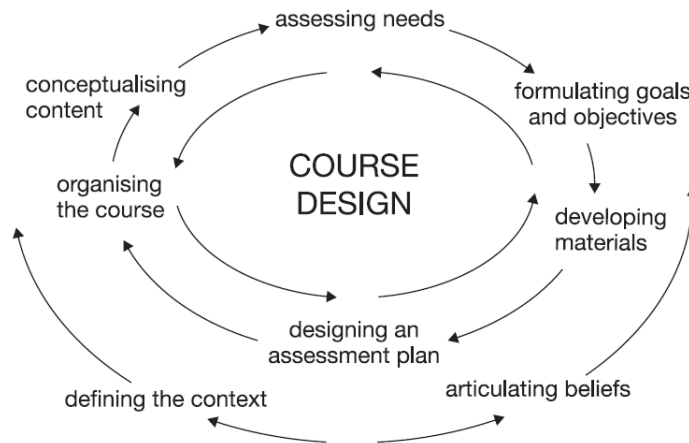 assessing needs
conceptualising
content
formulating goals
and objectives
COURSE
DESIGN
organising
the course
developing
materials
designing an
assessment plan
defining the context
articulating beliefs